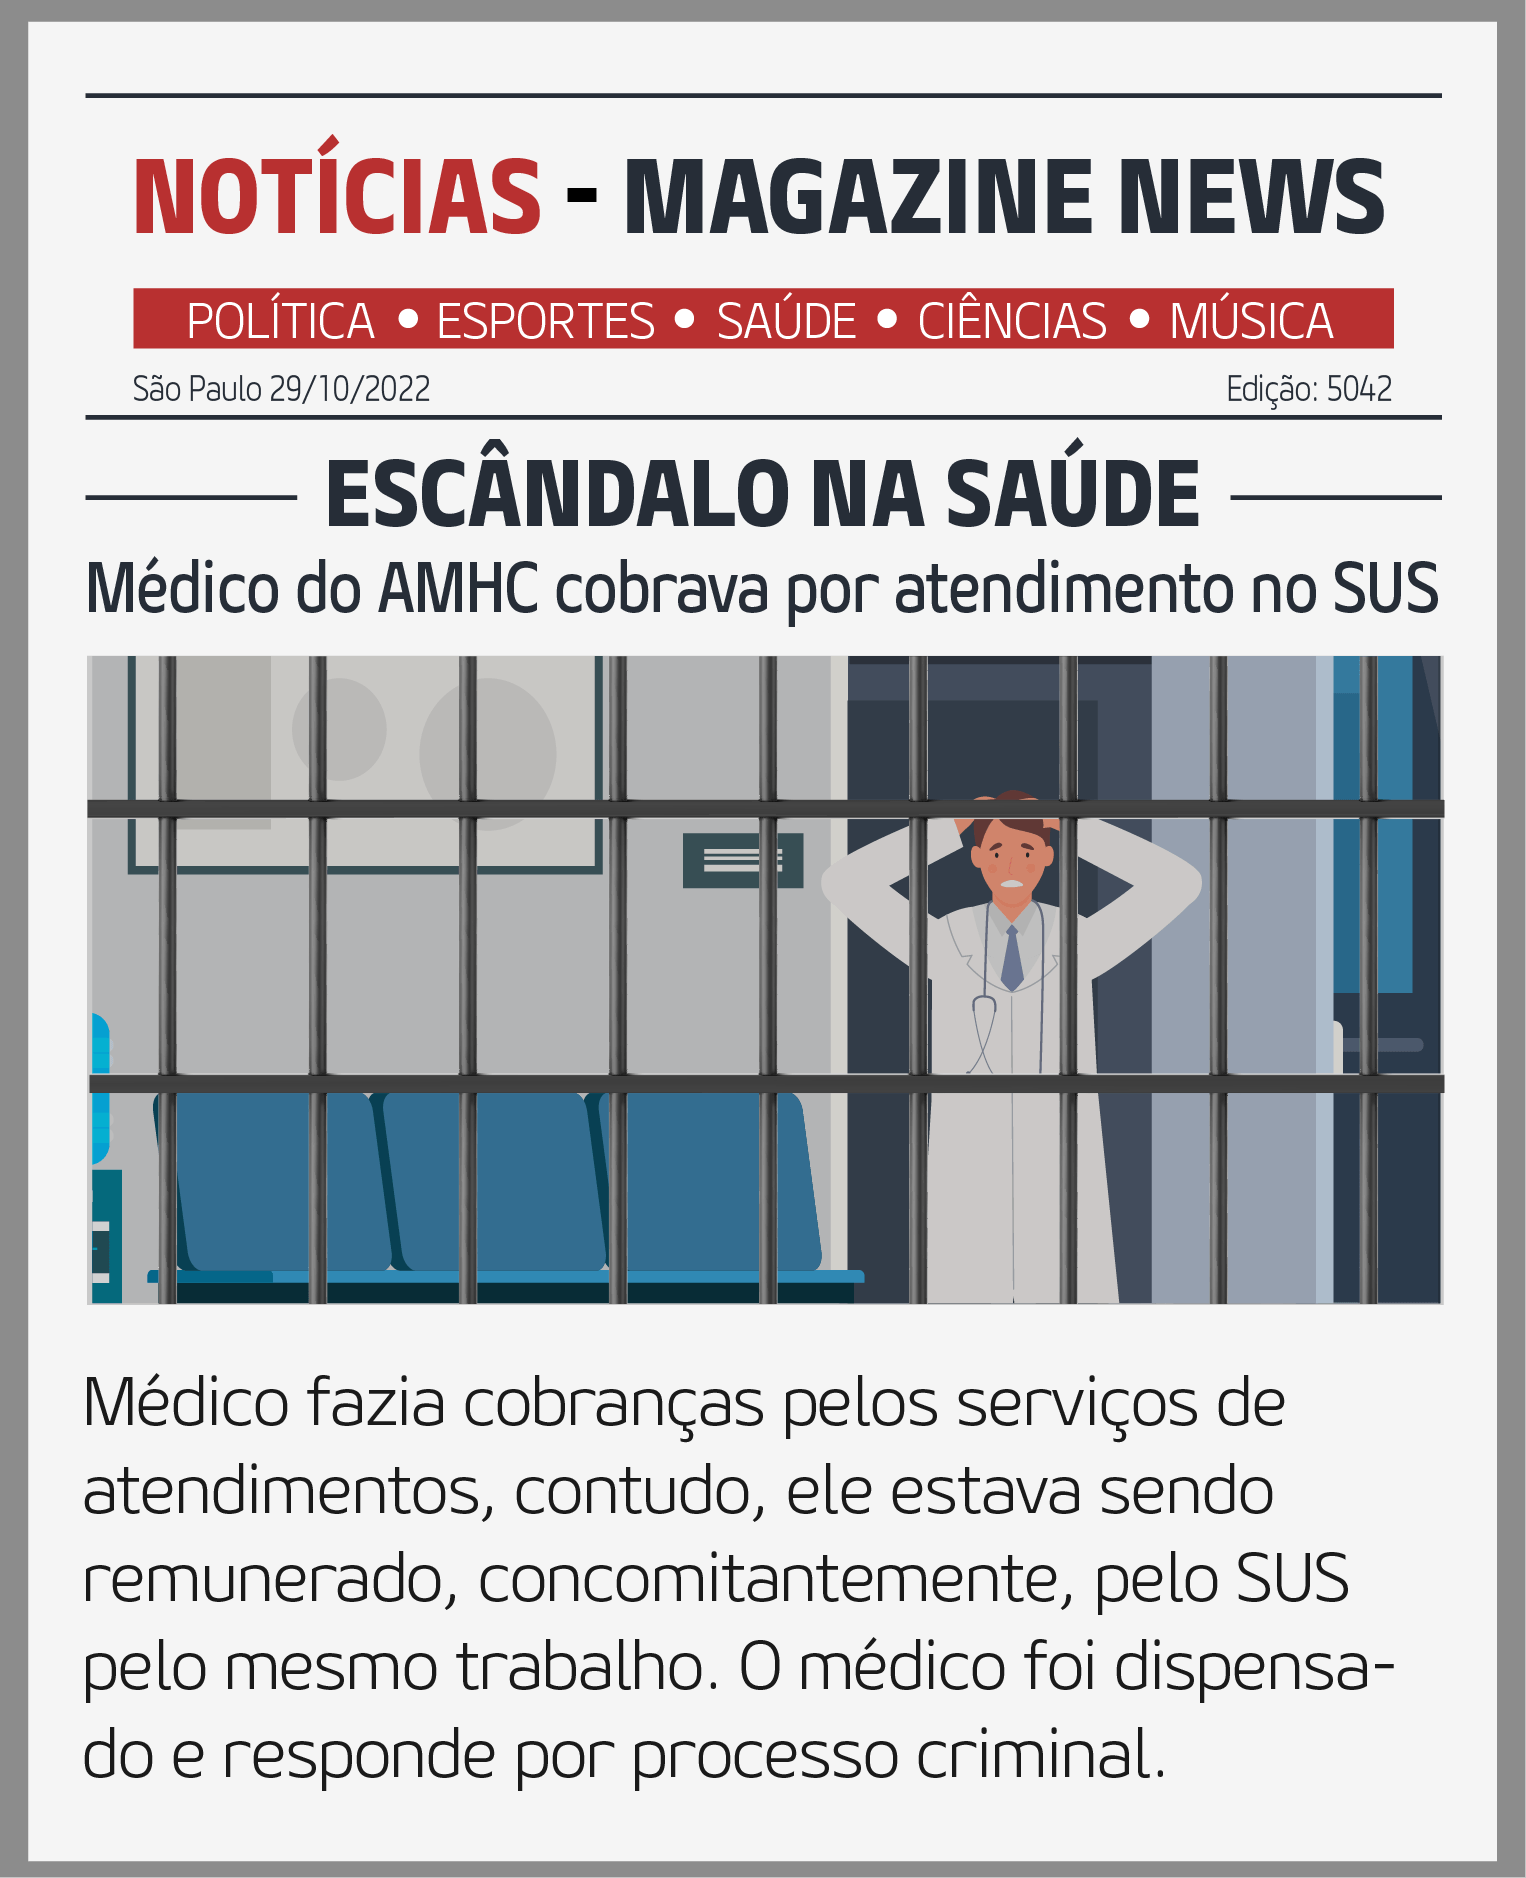 NOTÍCIAS - MAGAZINE NEWS
POLÍTICA • ESPORTES • SAÚDE • CIÊNCIAS • MÚSICA
São Paulo 29/10/2022
Edição: 5042
ESCÂNDALO NA SAÚDE
Médico do AMHC cobrava por atendimento no SUS
Médico fazia cobranças pelos serviços de
atendimentos, contudo, ele estava sendo
remunerado, concomitantemente, pelo SUS
pelo mesmo trabalho. O médico foi dispensa-
do e responde por processo criminal.